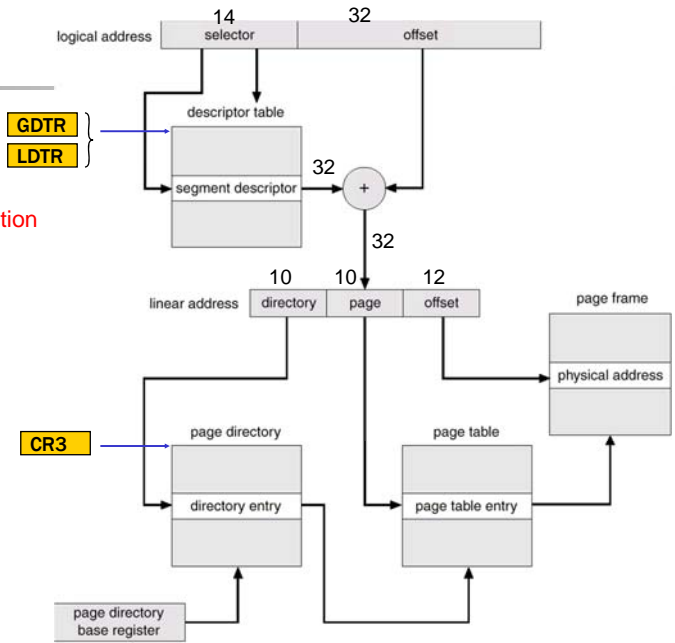 14 32
logical address selector offset
descriptor table
GDTR
LDTR
segment descriptor 32 +
tion
32
10 10 12
linear address directory page offset
page frame
physical address
CR3
page directory page table
directory entry page table entry
page directory
base register